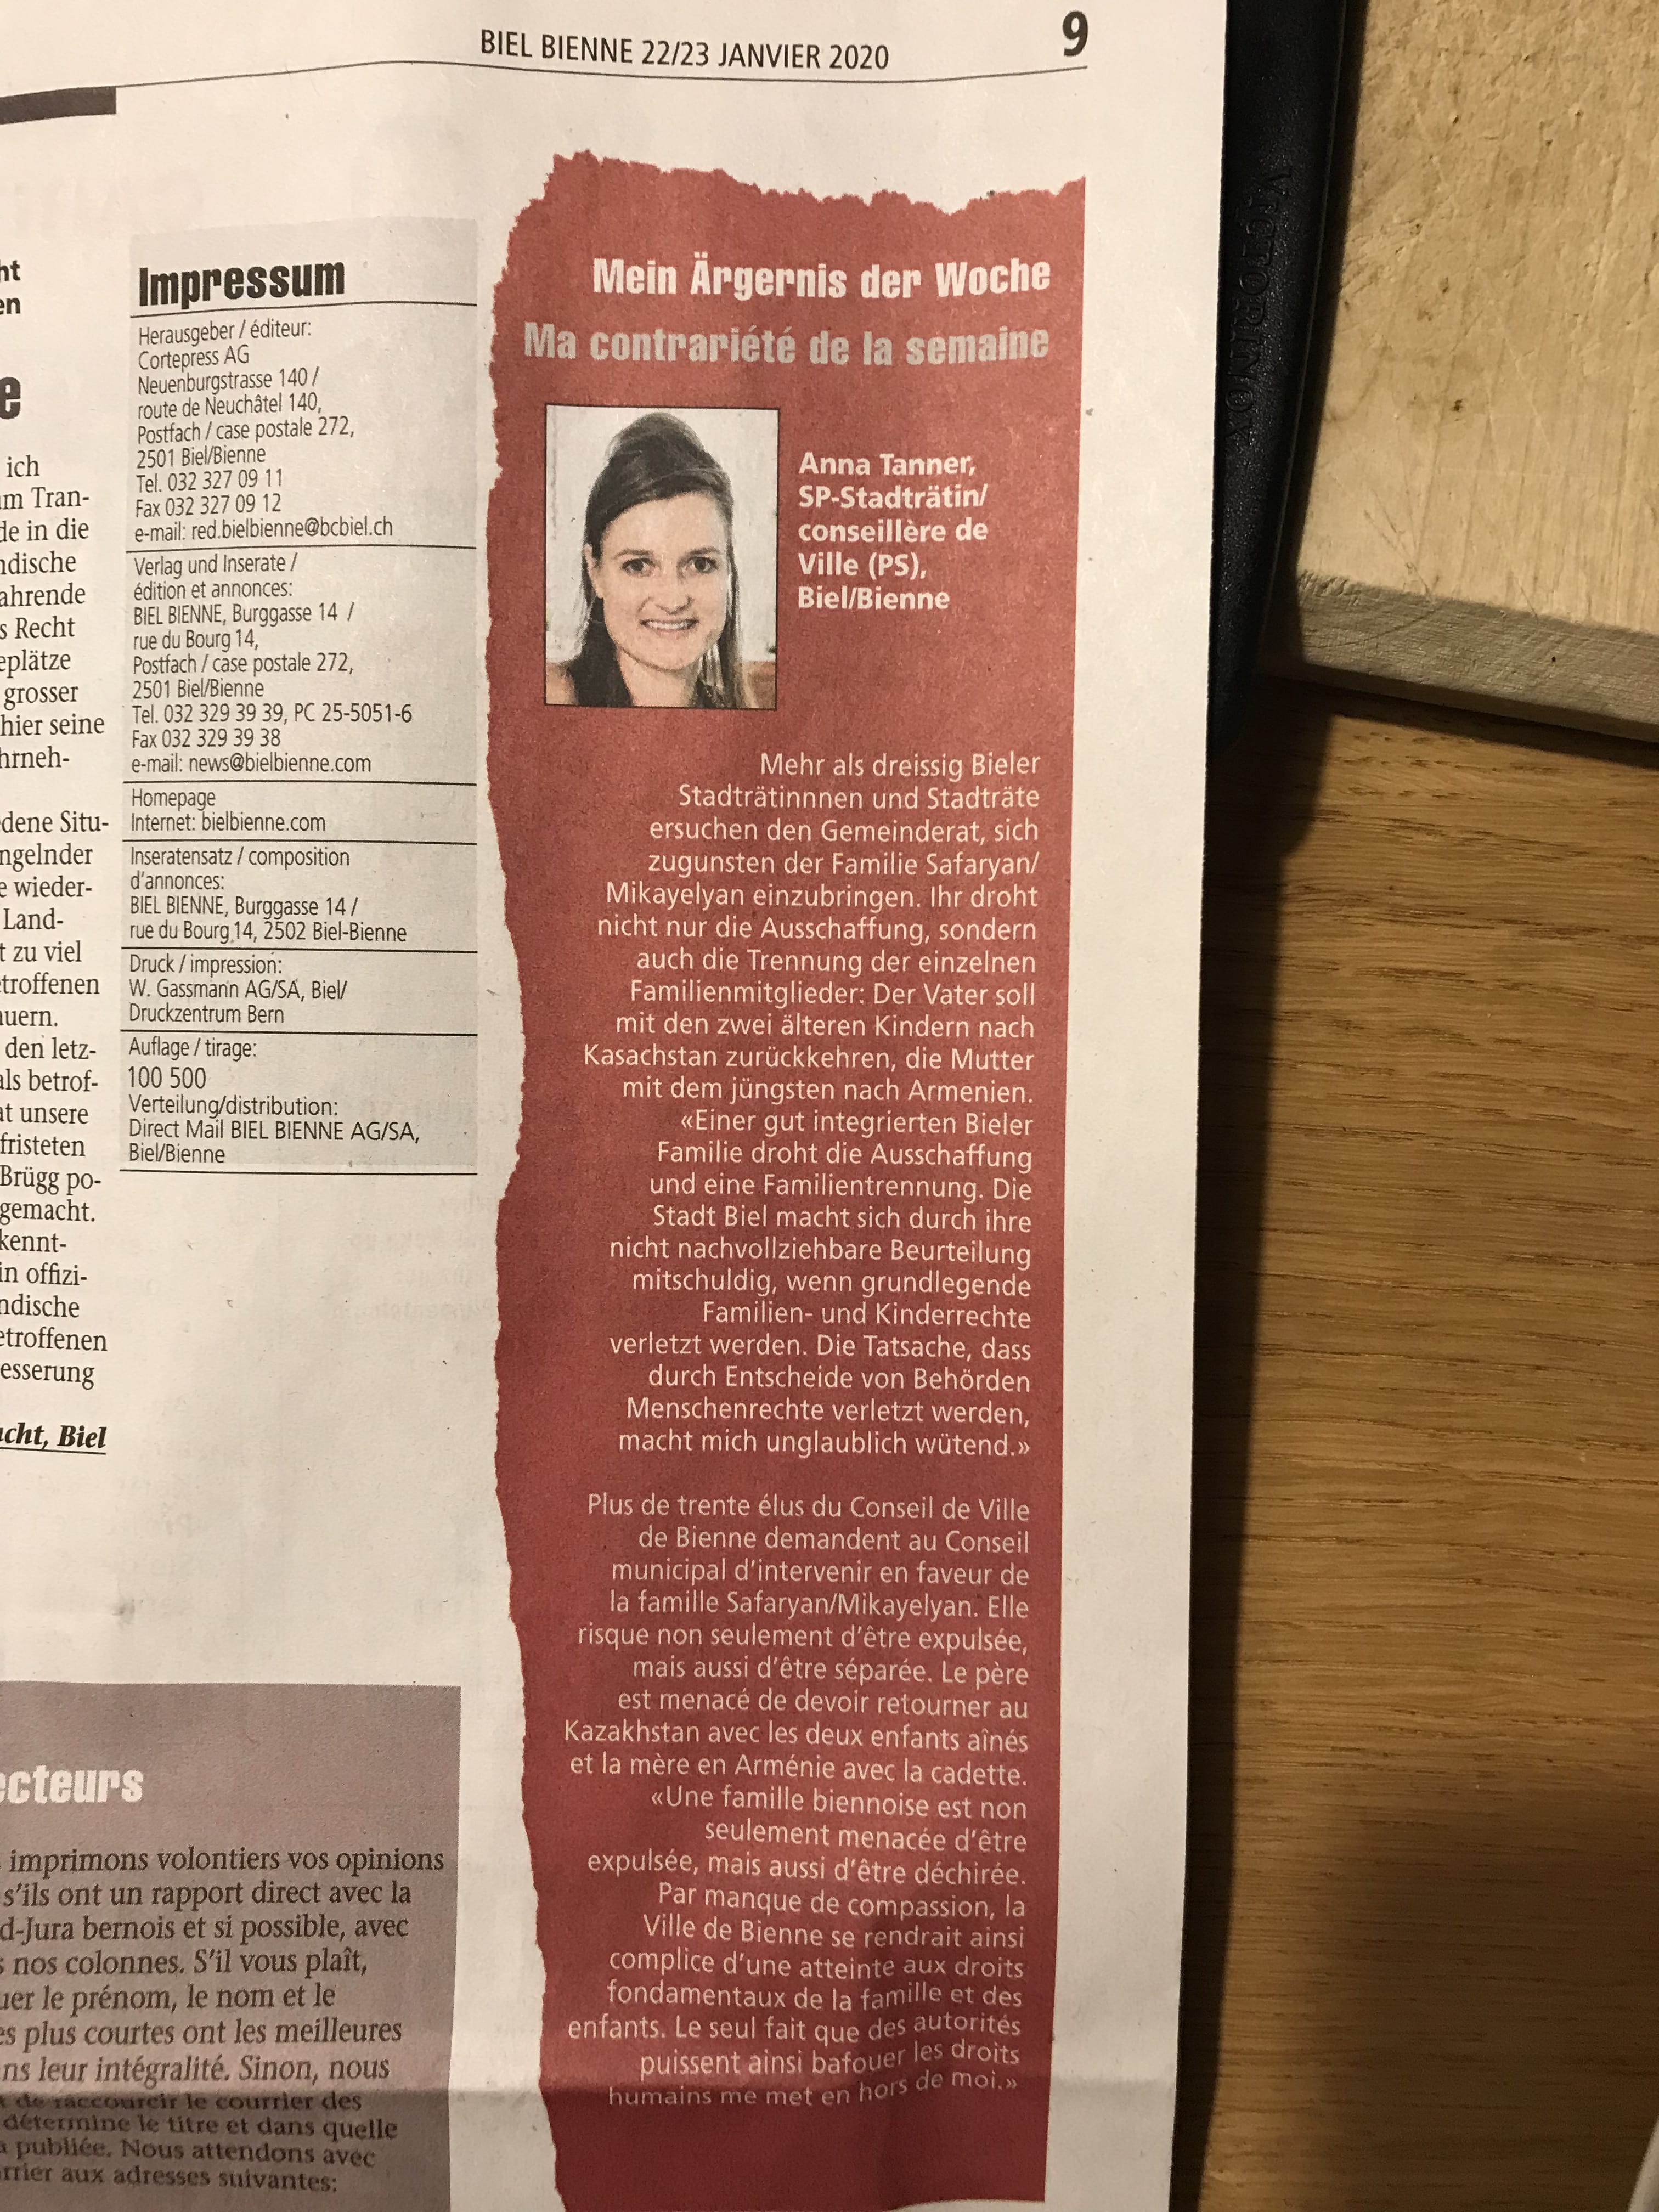 BIEL BIENNE 22/23 JANVIER 2020
9
ht
en
e
ich
m Tran-
de in die
ndische
ahrende
s Recht
eplätze
grosser
hier seine
hrneh-
dene Situ-
ngelnder
e wieder-
Land-
t zu viel
etroffenen
auern.
den letz-
als betrof-
at unsere
fristeten
Brügg po-
gemacht.
kennt-
in offizi-
ndische
etroffenen
esserung
ucht, Biel
Impressum
Herausgeber / éditeur:
Cortepress AG
Neuenburgstrasse 140 /
route de Neuchâtel 140,
Postfach / case postale 272,
2501 Biel/Bienne
Tel. 032 327 09 11
Fax 032 327 09 12
e-mail: red.bielbienne@bcbiel.ch
Verlag und Inserate /
édition et annonces:
BIEL BIENNE, Burggasse 14 /
rue du Bourg 14,
Postfach / case postale 272,
2501 Biel/Bienne
Tel. 032 329 39 39, PC 25-5051-6
Fax 032 329 39 38
e-mail: news@bielbienne.com
Homepage
Internet: bielbienne.com
Inseratensatz / composition
d'annonces:
BIEL BIENNE, Burggasse 14 /
rue du Bourg 14, 2502 Biel-Bienne
Druck / impression:
W. Gassmann AG/SA, Biel/
Druckzentrum Bern
Auflage / tirage:
100 500
Verteilung/distribution:
Direct Mail BIEL BIENNE AG/SA,
Biel/Bienne
ecteurs
imprimons volontiers vos opinions
s'ils ont un rapport direct avec la
d-Jura bernois et si possible, avec
s nos colonnes. S'il vous plaît,
uer le prénom, le nom et le
es plus courtes ont les meilleures
ns leur intégralité. Sinon, nous
de raccourcir le courrier des
détermine le titre et dans quelle
a publiée. Nous attendons avec
rrier aux adresses suivantes:
Mein Ärgernis der Woche
Ma contrariété de la semaine
Anna Tanner,
SP-Stadträtin/
conseillère de
Ville (PS),
Biel/Bienne
Mehr als dreissig Bieler
Stadträtinnnen und Stadträte
ersuchen den Gemeinderat, sich
zugunsten der Familie Safaryan/
Mikayelyan einzubringen. Ihr droht
nicht nur die Ausschaffung, sondern
auch die Trennung der einzelnen
Familienmitglieder: Der Vater soll
mit den zwei älteren Kindern nach
Kasachstan zurückkehren, die Mutter
mit dem jüngsten nach Armenien.
«Einer gut integrierten Bieler
Familie droht die Ausschaffung
und eine Familientrennung. Die
Stadt Biel macht sich durch ihre
nicht nachvollziehbare Beurteilung
mitschuldig, wenn grundlegende
Familien- und Kinderrechte
verletzt werden. Die Tatsache, dass
durch Entscheide von Behörden
Menschenrechte verletzt werden,
macht mich unglaublich wütend.»
Plus de trente élus du Conseil de Ville
de Bienne demandent au Conseil
municipal d'intervenir en faveur de
la famille Safaryan/Mikayelyan. Elle
risque non seulement d'être expulsée,
mais aussi d'être séparée. Le père
est menacé de devoir retourner au
Kazakhstan avec les deux enfants aînés
et la mère en Arménie avec la cadette.
«Une famille biennoise est non
seulement menacée d'être
expulsée, mais aussi d'être déchirée.
Par manque de compassion, la
Ville de Bienne se rendrait ainsi
complice d'une atteinte aux droits
fondamentaux de la famille et des
enfants. Le seul fait que des autorités
puissent ainsi bafouer les droits
humains me met en hors de moi.»
VICTORINOX